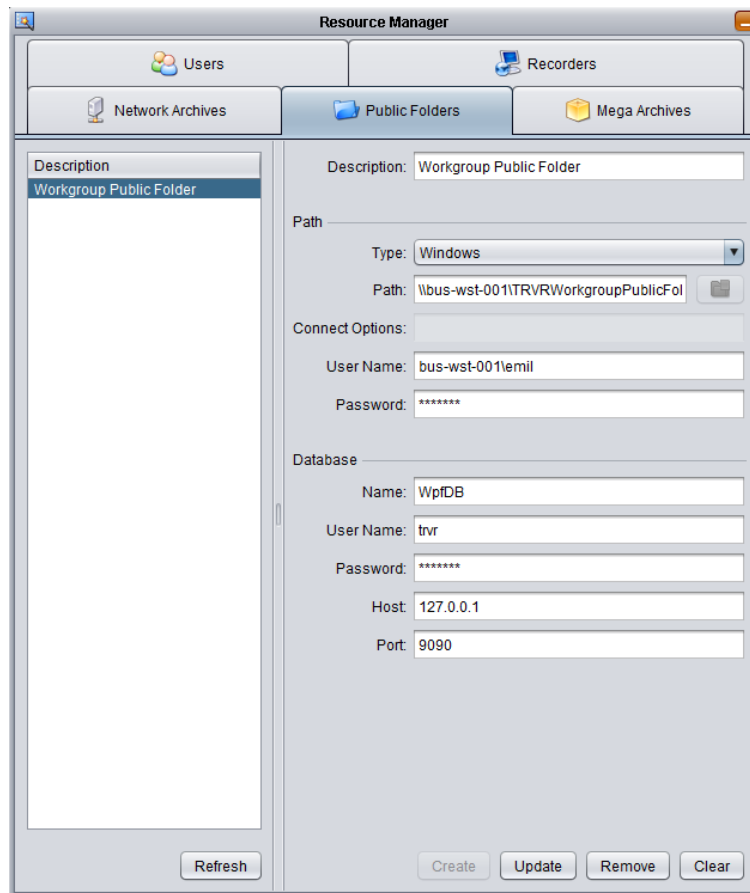 Resource Manager
Users
Recorders
Network Archives
Public Folders
Mega Archives
Description
Workgroup Public Folder
Description: Workgroup Public Folder
Path
Type: Windows
Path: \\bus-wst-001\TRVRWorkgroupPublicFol
Connect Options:
User Name: bus-wst-001\emil
Password: *******
Database
Name: WpfDB
User Name: trvr
Password: *******
Host: 127.0.0.1
Port: 9090
Refresh
Create
Update
Remove
Clear